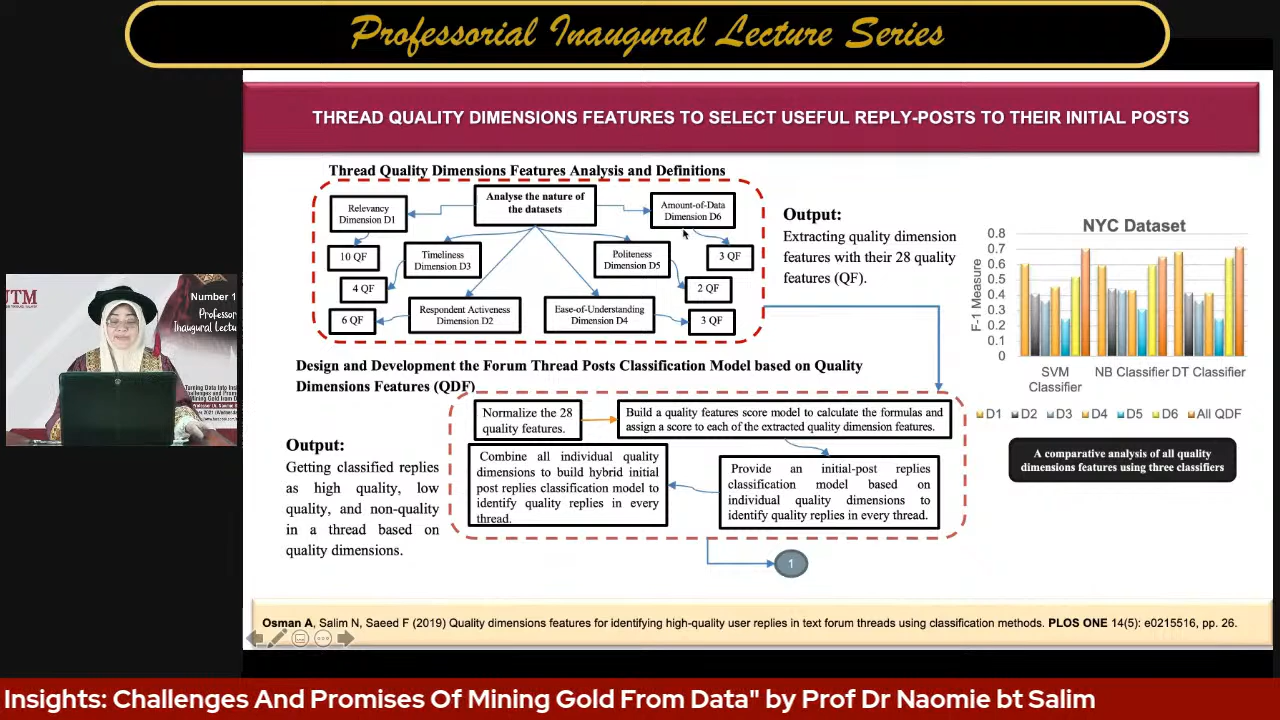 Professorial Inaugural Lecture Series
THREAD QUALITY DIMENSIONS FEATURES TO SELECT USEFUL REPLY-POSTS TO THEIR INITIAL POSTS
Thread Quality Dimensions Features Analysis and Definitions
Analyse the nature of
the datasets
Relevancy
Dimension D1
Amount-of-Data
Dimension D6
10 QF
Timeliness
Dimension D3
Politeness
Dimension D5
3 QF
4 QF
2 QF
6 QF
Respondent Activeness
Dimension D2
Ease-of-Understanding
Dimension D4
3 QF
Output:
Extracting quality dimension
features with their 28 quality
features (QF).
NYC Dataset
F-1 Measure
0.8
0.7
0.6
0.5
0.4
0.3
0.2
0.1
0
SVM
Classifier
NB Classifier
DT Classifier
D1 D2 D3 D4 D5 D6 All QDF
A comparative analysis of all quality
dimensions features using three classifiers
Design and Development the Forum Thread Posts Classification Model based on Quality
Dimensions Features (QDF)
Normalize the 28
quality features.
Build a quality features score model to calculate the formulas and
assign a score to each of the extracted quality dimension features.
Combine all individual quality
dimensions to build hybrid initial
post replies classification model to
identify quality replies in every
thread.
Provide an initial-post replies
classification model based on
individual quality dimensions to
identify quality replies in every thread.
Output:
Getting classified replies
as high quality, low
quality, and non-quality
in a thread based on
quality dimensions.
1
Osman A, Salim N, Saeed F (2019) Quality dimensions features for identifying high-quality user replies in text forum threads using classification methods. PLOS ONE 14(5): e0215516, pp. 26.
UTM
Number 1
Professor
Inaugural Lectu
Turning Data Into Insi
Insights: Challenges And Promises Of Mining Gold From Data" by Prof Dr Naomie bt Salim